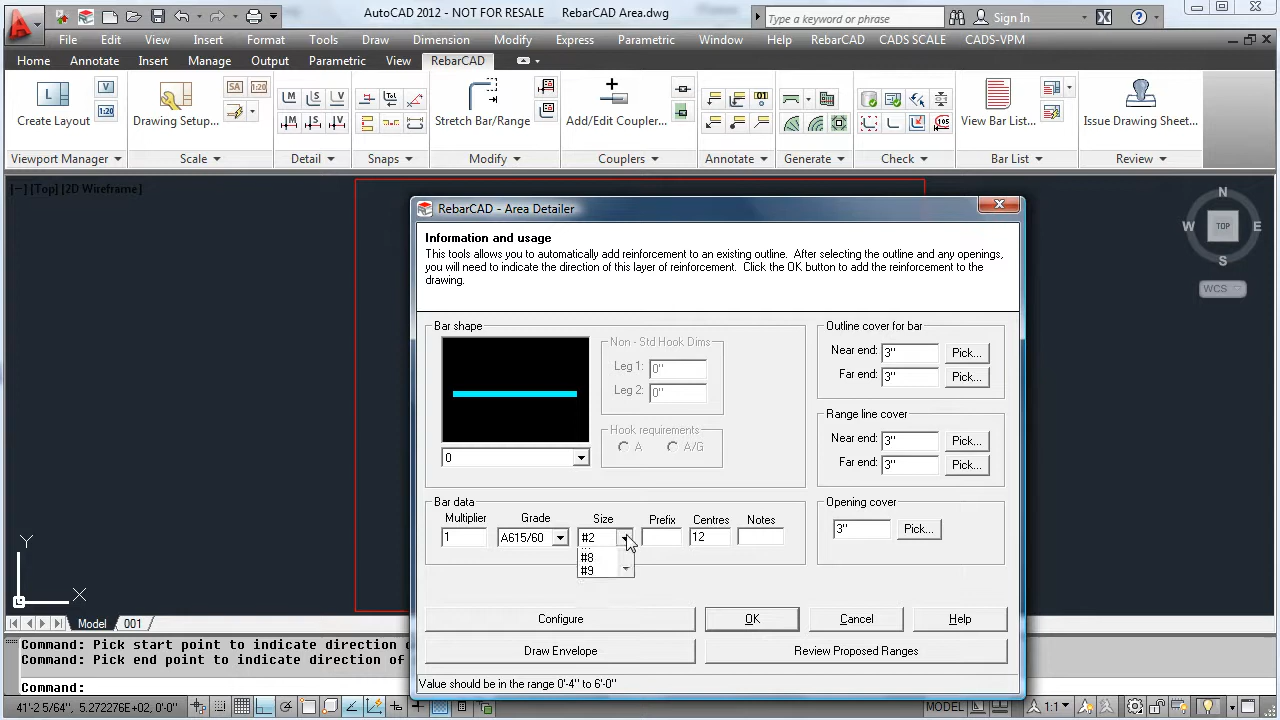 AutoCAD 2012 - NOT FOR RESALE RebarCAD Area.dwg
Type a keyword or phrase
Sign In
File Edit View Insert Format Tools Draw Dimension Modify Express Parametric Window Help RebarCAD CADS SCALE CADS-VPM
Home Annotate Insert Manage Output Parametric View RebarCAD
Create Layout
Drawing Setup...
Stretch Bar/Range
Add/Edit Coupler...
View Bar List...
Issue Drawing Sheet...
Viewport Manager
Scale
Detail
Snaps
Modify
Couplers
Annotate
Generate
Check
Bar List
Review
[−] [Top] [2D Wireframe]
N
W TOP E
S
WCS
RebarCAD - Area Detailer
Information and usage
This tools allows you to automatically add reinforcement to an existing outline. After selecting the outline and any openings,
you will need to indicate the direction of this layer of reinforcement. Click the OK button to add the reinforcement to the
drawing.
Bar shape
0
Non - Std Hook Dims
Leg 1: 0"
Leg 2: 0"
Hook requirements
A A/G
Outline cover for bar
Near end: 3" Pick...
Far end: 3" Pick...
Range line cover
Near end: 3" Pick...
Far end: 3" Pick...
Bar data
Multiplier Grade Size Prefix Centres Notes
1 A615/60 #2 12
#8
#9
Opening cover
3" Pick...
Configure OK Cancel Help
Draw Envelope Review Proposed Ranges
Value should be in the range 0'-4" to 6'-0"
Y
X
Model 001
Command: Pick start point to indicate direction o
Command: Pick end point to indicate direction of
Command:
41'-2 5/64", 5.272276E+02, 0'-0"
MODEL
1:1